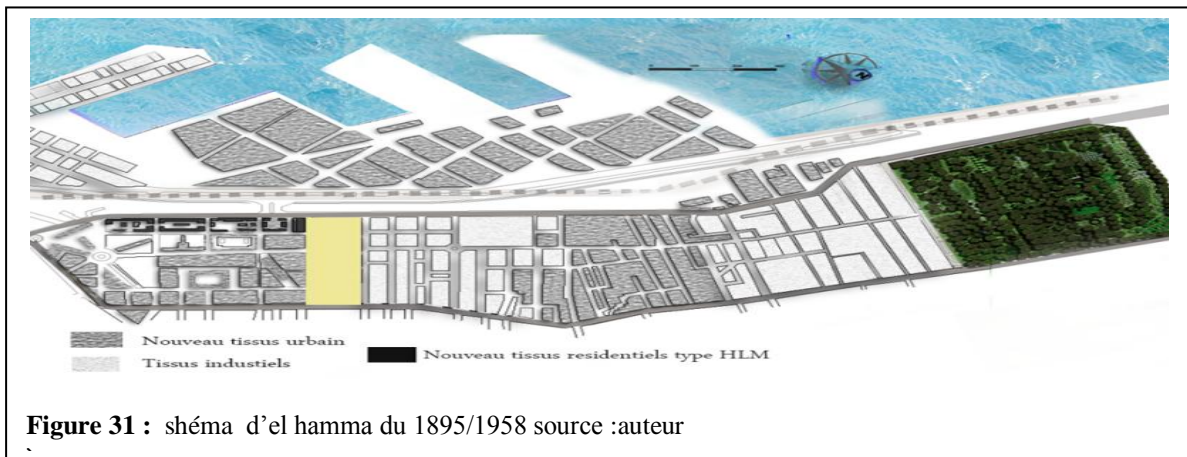 Nouveau tissus urbain
Tissus industiels
Nouveau tissus residentiels type HLM
Figure 31 : shéma d’el hamma du 1895/1958 source :auteur
`